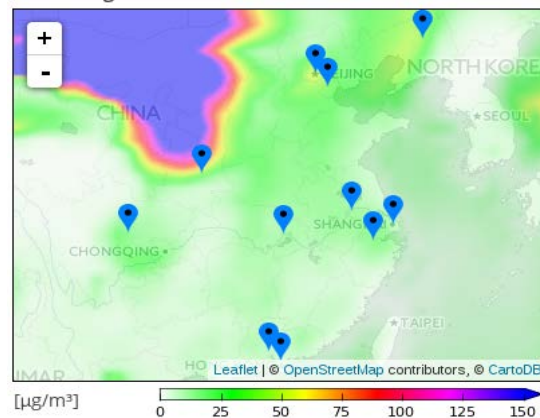 +
-
EIJING
NORTH KORE
CHINA
SEOUL
SHANG
CHONGQING
TAIPEI
HO
Leaflet | © OpenStreetMap contributors, © CartoDB
[µg/m³]
0 25 50 75 100 125 150